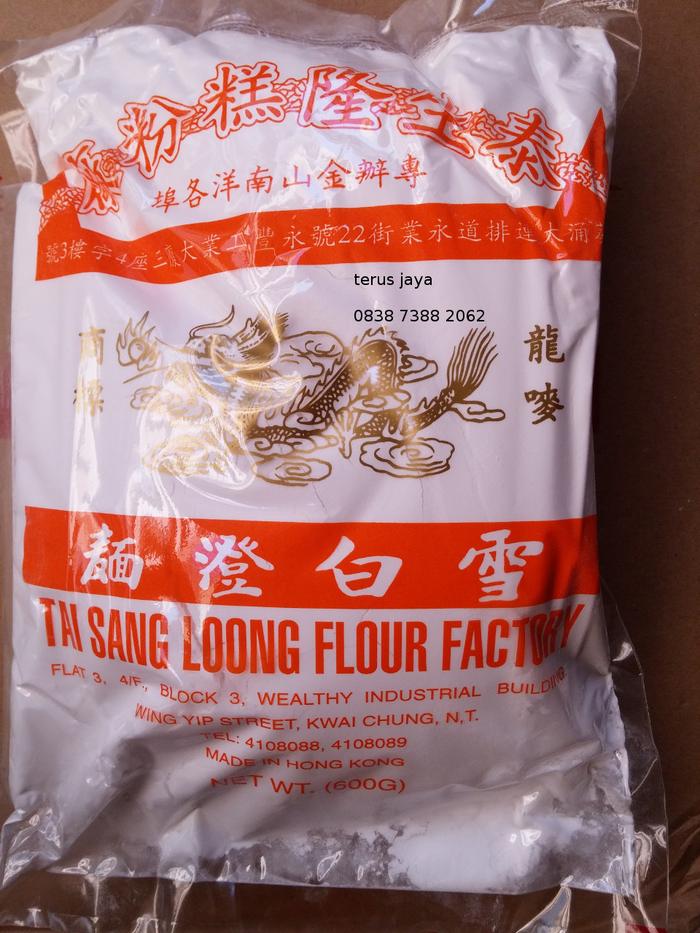 泰生隆糕粉廠
專辦金山南洋各埠
涌大連排道永業街22號永豐工業大廈三座4字樓3號
terus jaya
0838 7388 2062
龍嘜
商標
雪白澄麵
TAI SANG LOONG FLOUR FACTORY
FLAT 3, 4/F., BLOCK 3, WEALTHY INDUSTRIAL BUILDING
WING YIP STREET, KWAI CHUNG, N,T.
TEL: 4108088, 4108089
MADE IN HONG KONG
NET WT. (600G)